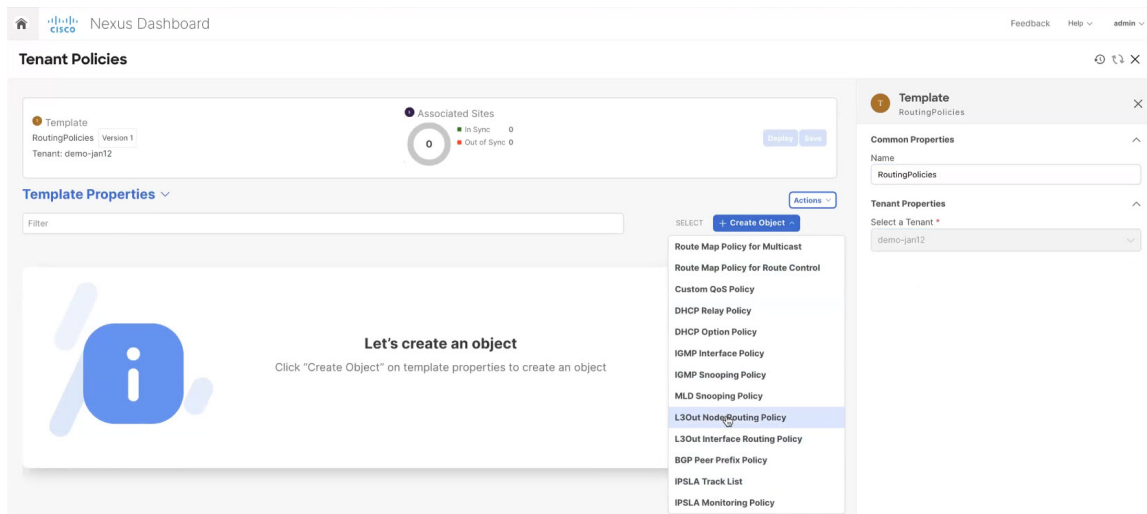 cisco Nexus Dashboard
Feedback Help admin
Tenant Policies
Template
RoutingPolicies Version 1
Tenant: demo-jan12
Associated Sites
0
In Sync 0
Out of Sync 0
Deploy Save
Template Properties
Actions
Filter
SELECT + Create Object
Route Map Policy for Multicast
Route Map Policy for Route Control
Custom QoS Policy
DHCP Relay Policy
DHCP Option Policy
IGMP Interface Policy
IGMP Snooping Policy
MLD Snooping Policy
L3Out Node Routing Policy
L3Out Interface Routing Policy
BGP Peer Prefix Policy
IPSLA Track List
IPSLA Monitoring Policy
Let's create an object
Click "Create Object" on template properties to create an object
T
Template
RoutingPolicies
Common Properties
Name
RoutingPolicies
Tenant Properties
Select a Tenant *
demo-jan12